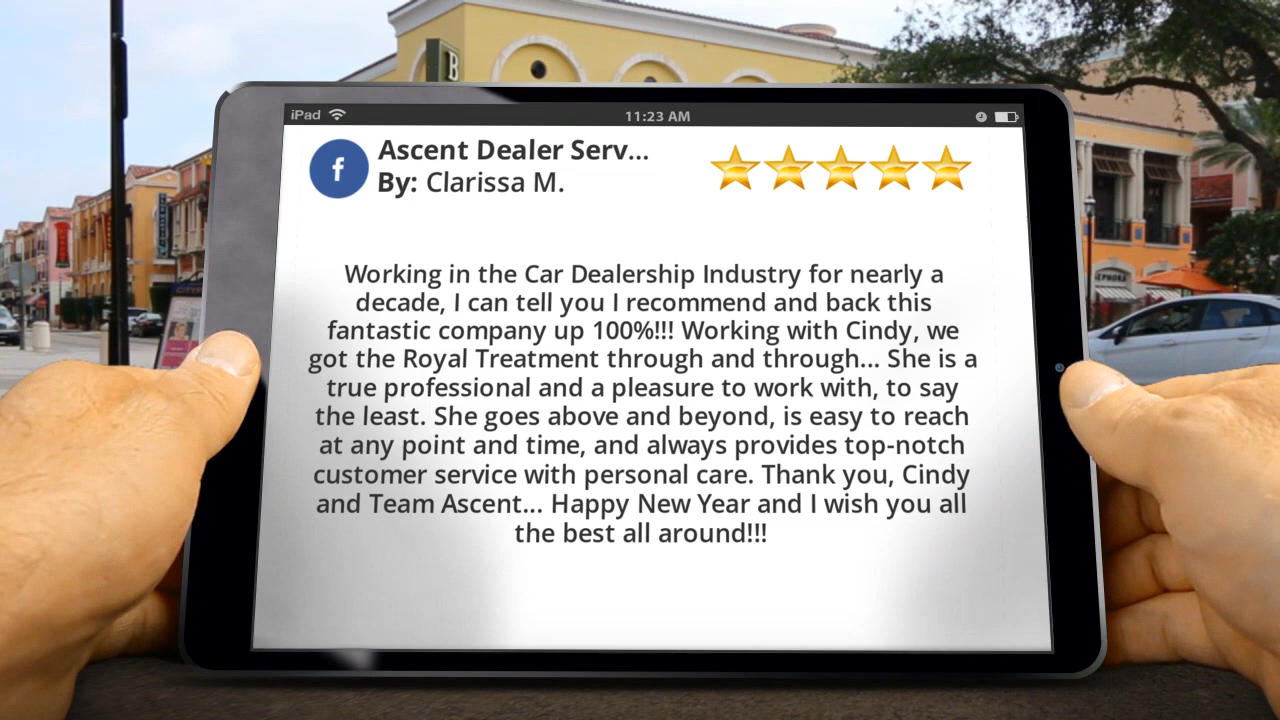 iPad 11:23 AM
Ascent Dealer Serv...
By: Clarissa M.
Working in the Car Dealership Industry for nearly a
decade, I can tell you I recommend and back this
fantastic company up 100%!!! Working with Cindy, we
got the Royal Treatment through and through... She is a
true professional and a pleasure to work with, to say
the least. She goes above and beyond, is easy to reach
at any point and time, and always provides top-notch
customer service with personal care. Thank you, Cindy
and Team Ascent... Happy New Year and I wish you all
the best all around!!!
B
SEPHORA